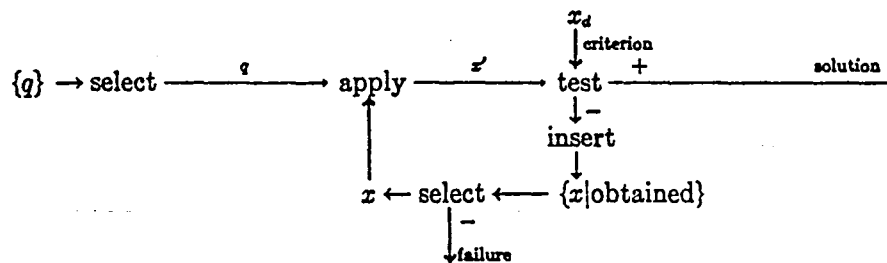 x_d
criterion
{q} → select q apply x' test + solution
−
insert
x ← select ← {x|obtained}
−
failure